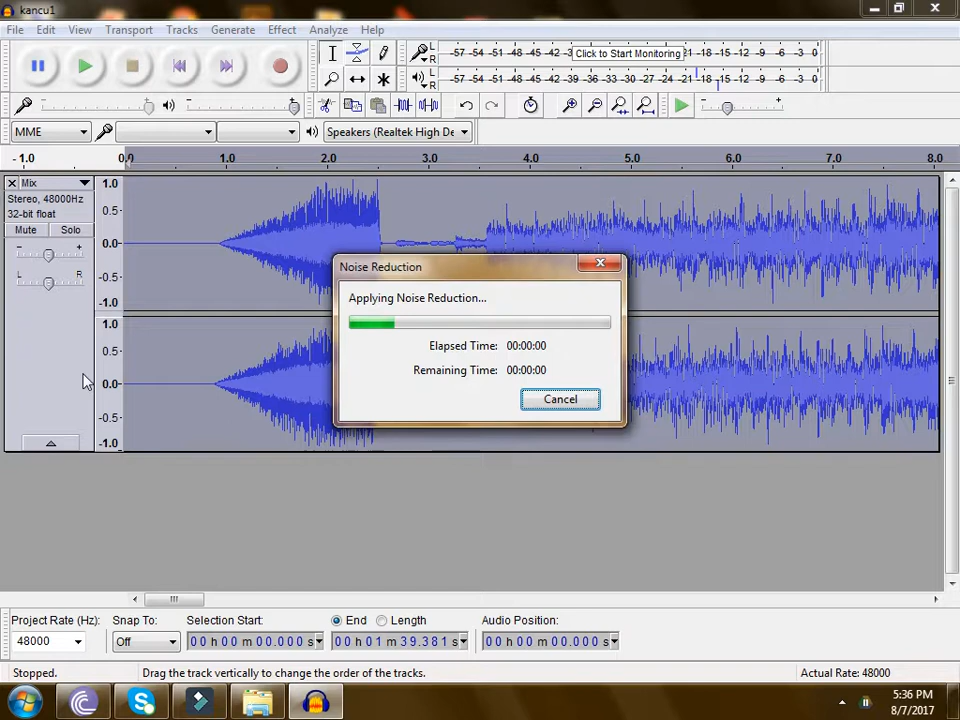 kancu1
File Edit View Transport Tracks Generate Effect Analyze Help
L R -57 -54 -51 -48 -45 -42 -39 Click to Start Monitoring -18 -15 -12 -9 -6 -3 0
L R -57 -54 -51 -48 -45 -42 -39 -36 -33 -30 -27 -24 -21 -18 -15 -12 -9 -6 -3 0
- + - + - +
MME Speakers (Realtek High De
- 1.0 0.0 1.0 2.0 3.0 4.0 5.0 6.0 7.0 8.0
Mix 1.0
Stereo, 48000Hz
32-bit float 0.5
Mute Solo
- + 0.0
L R -0.5
-1.0
1.0
0.5
0.0
-0.5
-1.0
Noise Reduction
Applying Noise Reduction...
Elapsed Time: 00:00:00
Remaining Time: 00:00:00
Cancel
Project Rate (Hz): Snap To: Selection Start: End Length Audio Position:
48000 Off 00 h 00 m 00.000 s 00 h 01 m 39.381 s 00 h 00 m 00.000 s
Stopped. Drag the track vertically to change the order of the tracks. Actual Rate: 48000
5:36 PM
8/7/2017